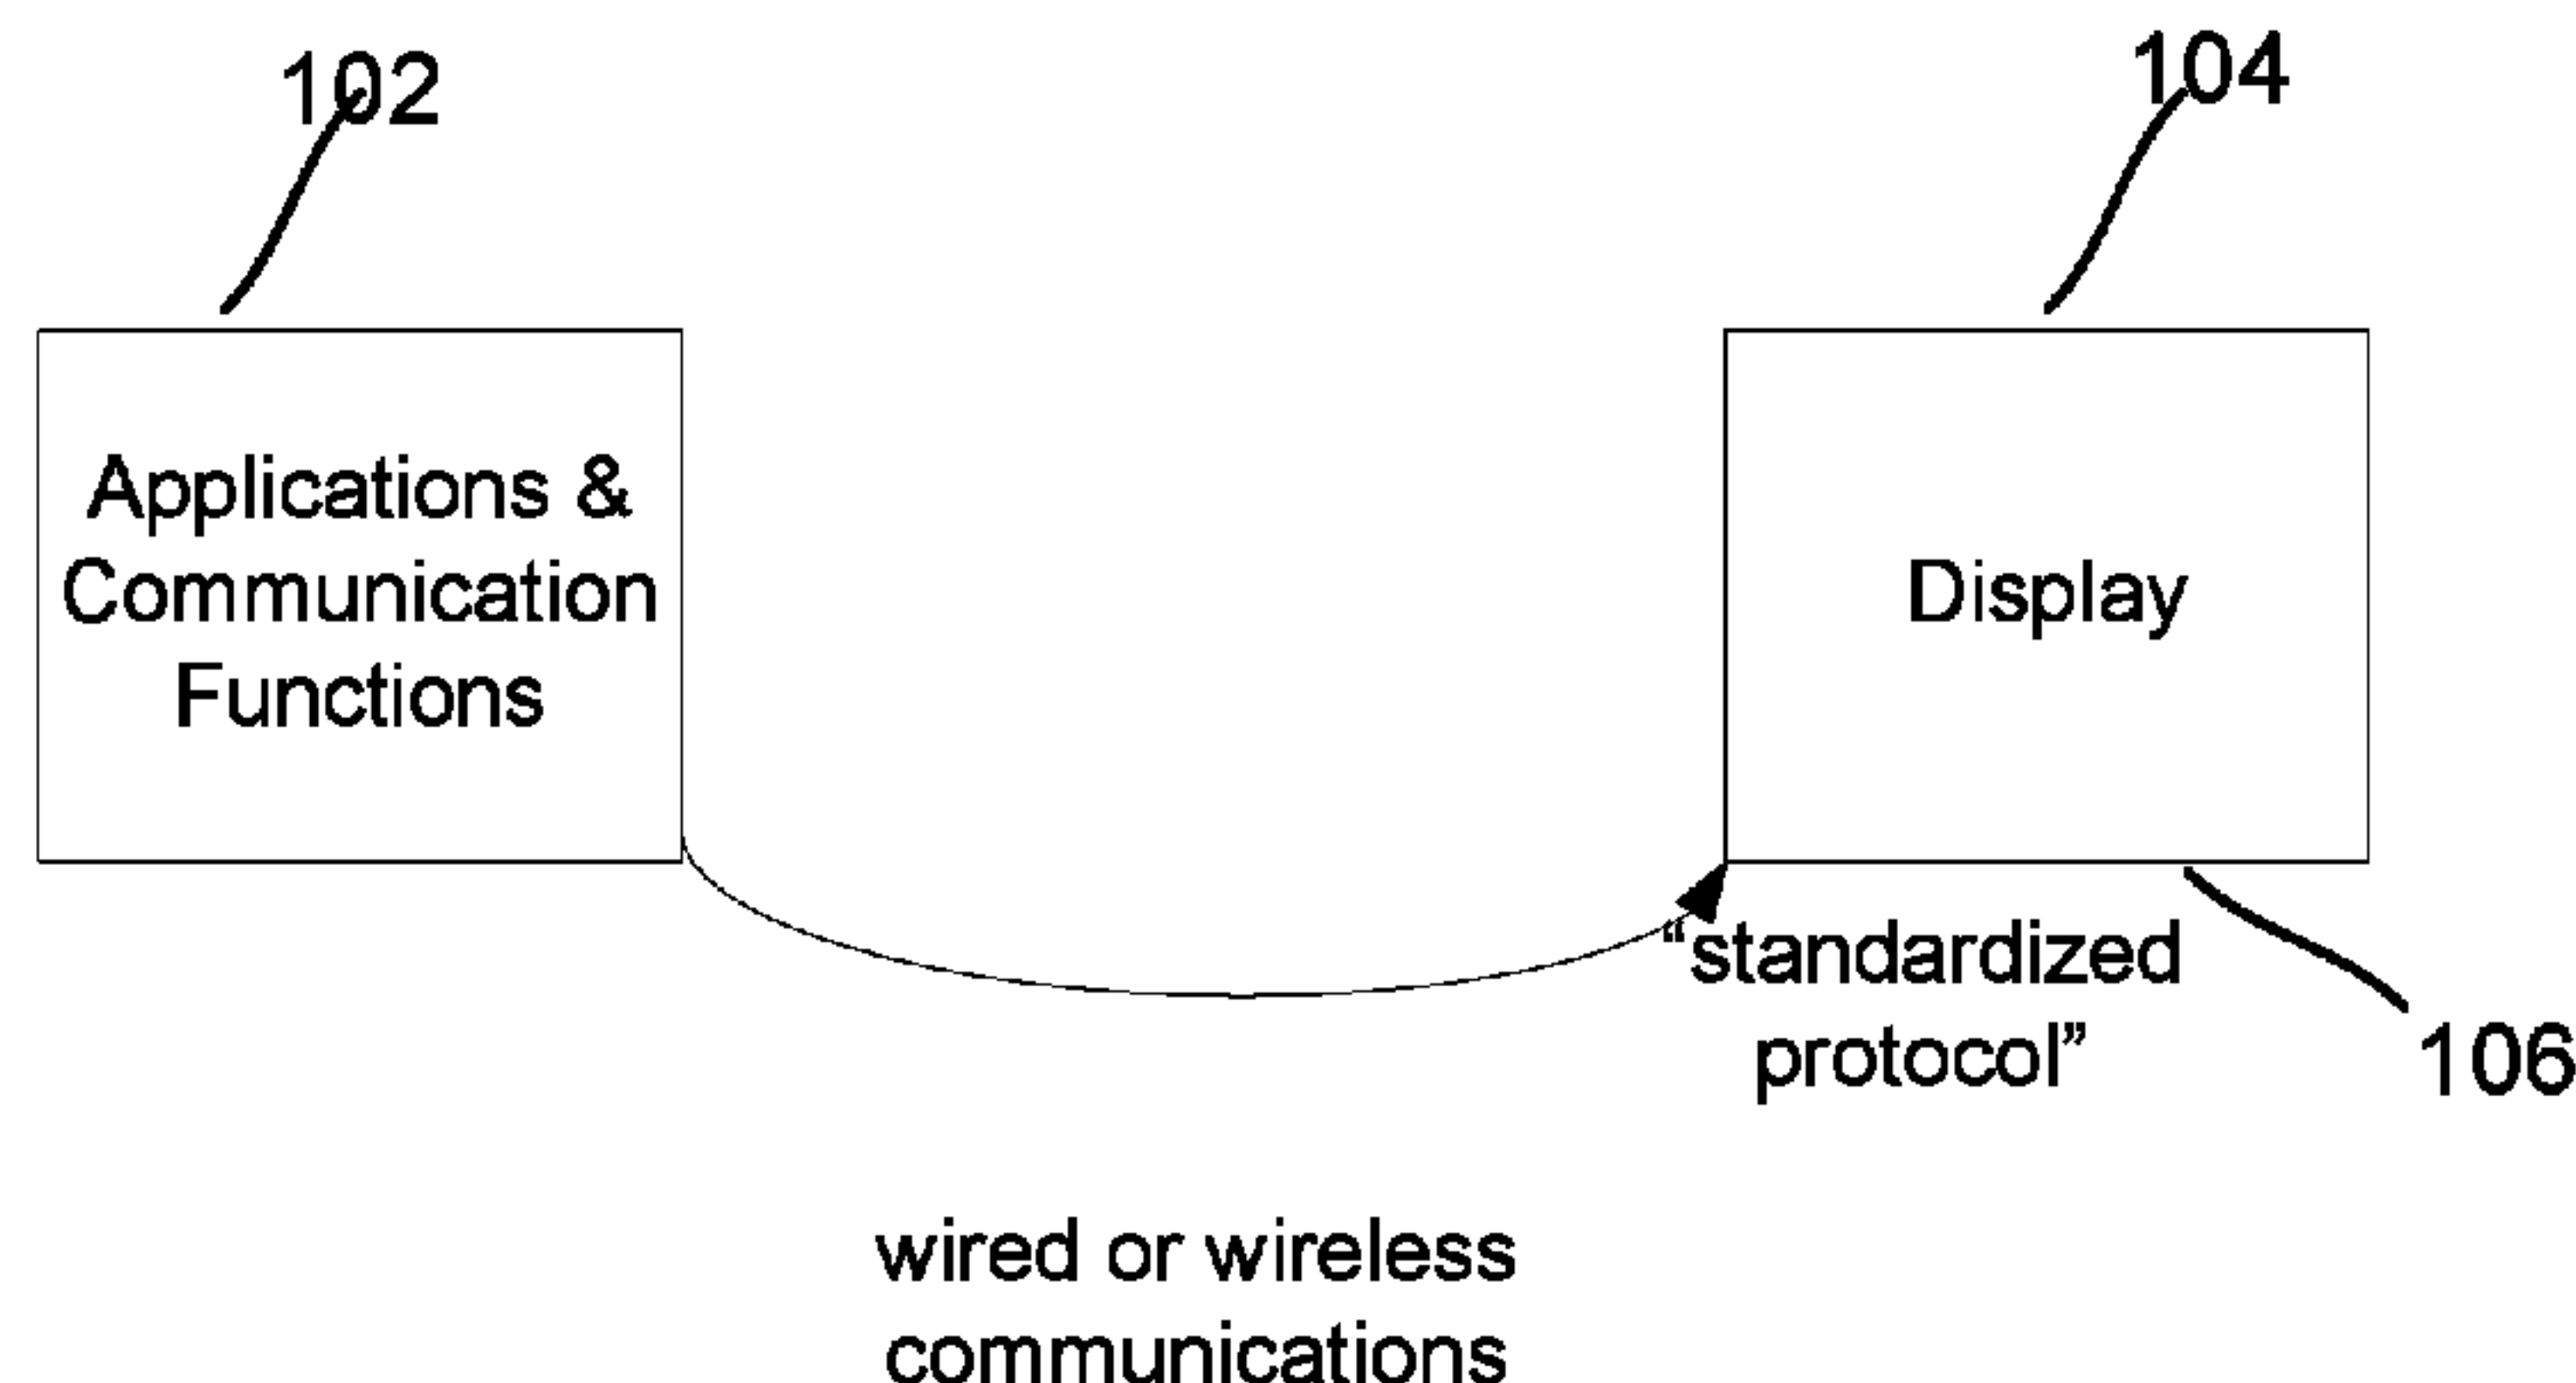 102
104
Applications &
Communication
Functions
Display
“standardized
protocol”
106
wired or wireless
communications